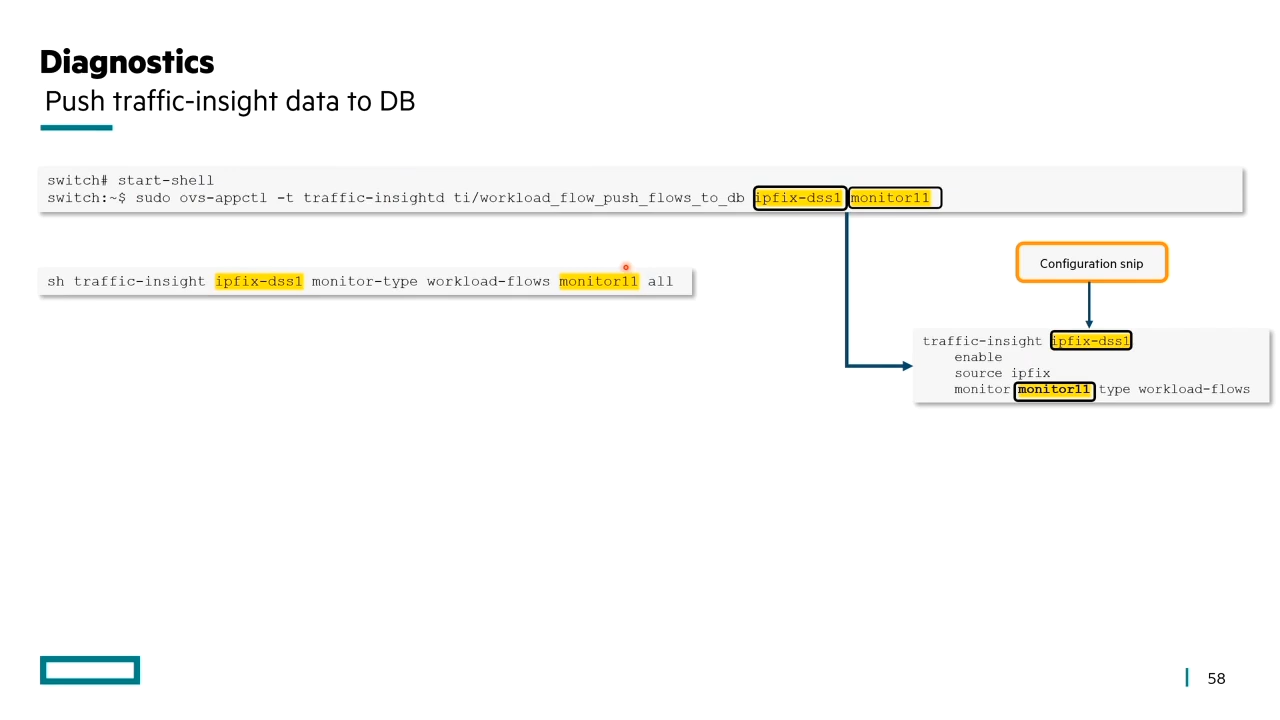 Diagnostics
Push traffic-insight data to DB
switch# start-shell
switch:~$ sudo ovs-appctl -t traffic-insightd ti/workload_flow_push_flows_to_db ipfix-dss1 monitor11
sh traffic-insight ipfix-dss1 monitor-type workload-flows monitor11 all
Configuration snip
traffic-insight ipfix-dss1
enable
source ipfix
monitor monitor11 type workload-flows
58